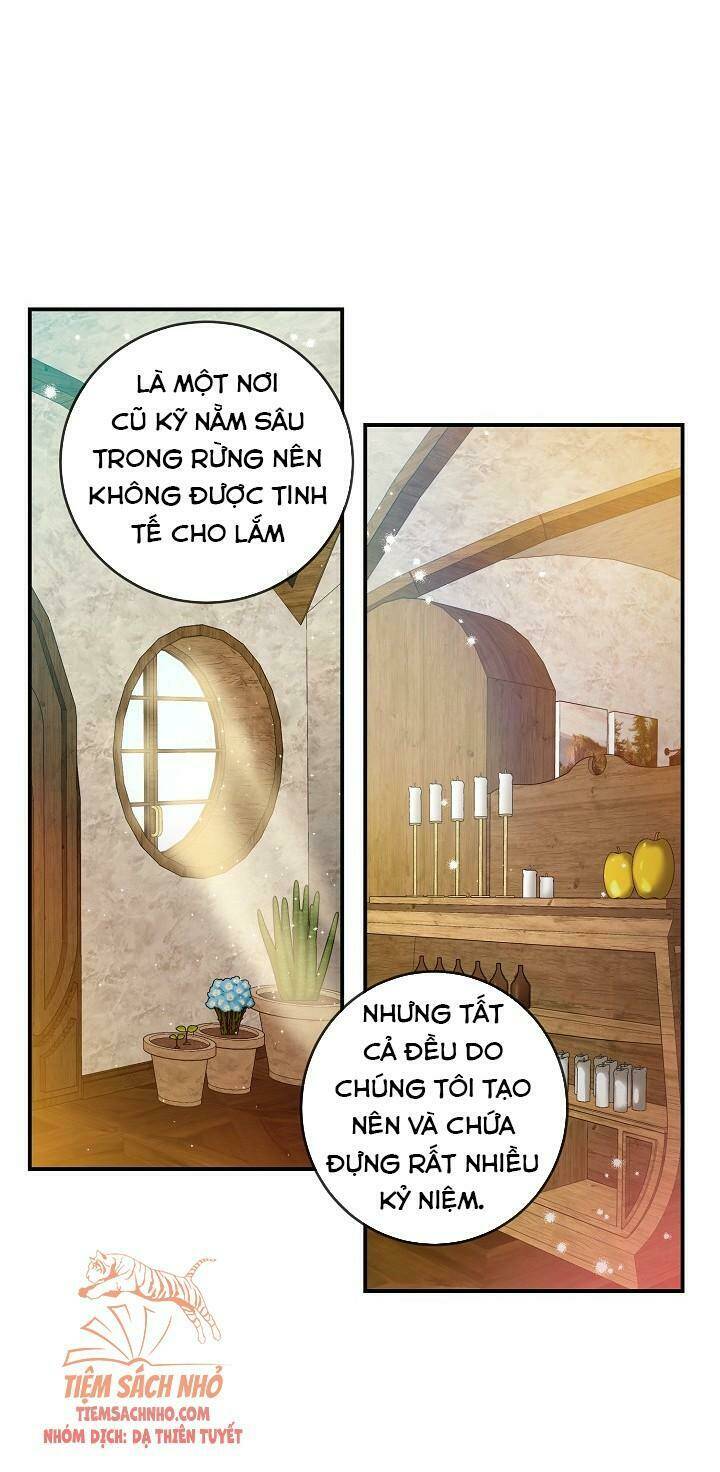 LÀ MỘT NƠI
CŨ KỸ NẰM SÂU
TRONG RỪNG NÊN
KHÔNG ĐƯỢC TINH
TẾ CHO LẮM
NHƯNG TẤT
CẢ ĐỀU DO
CHÚNG TÔI TẠO
NÊN VÀ CHỨA
ĐỰNG RẤT NHIỀU
KỶ NIỆM.
TIỆM SÁCH NHỎ
TIEMSACHNHO.COM
NHÓM DỊCH: DẠ THIÊN TUYẾT